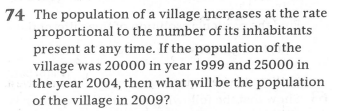 74 The population of a village increases at the rate
proportional to the number of its inhabitants
present at any time. If the population of the
village was 20000 in year 1999 and 25000 in
the year 2004, then what will be the population
of the village in 2009?